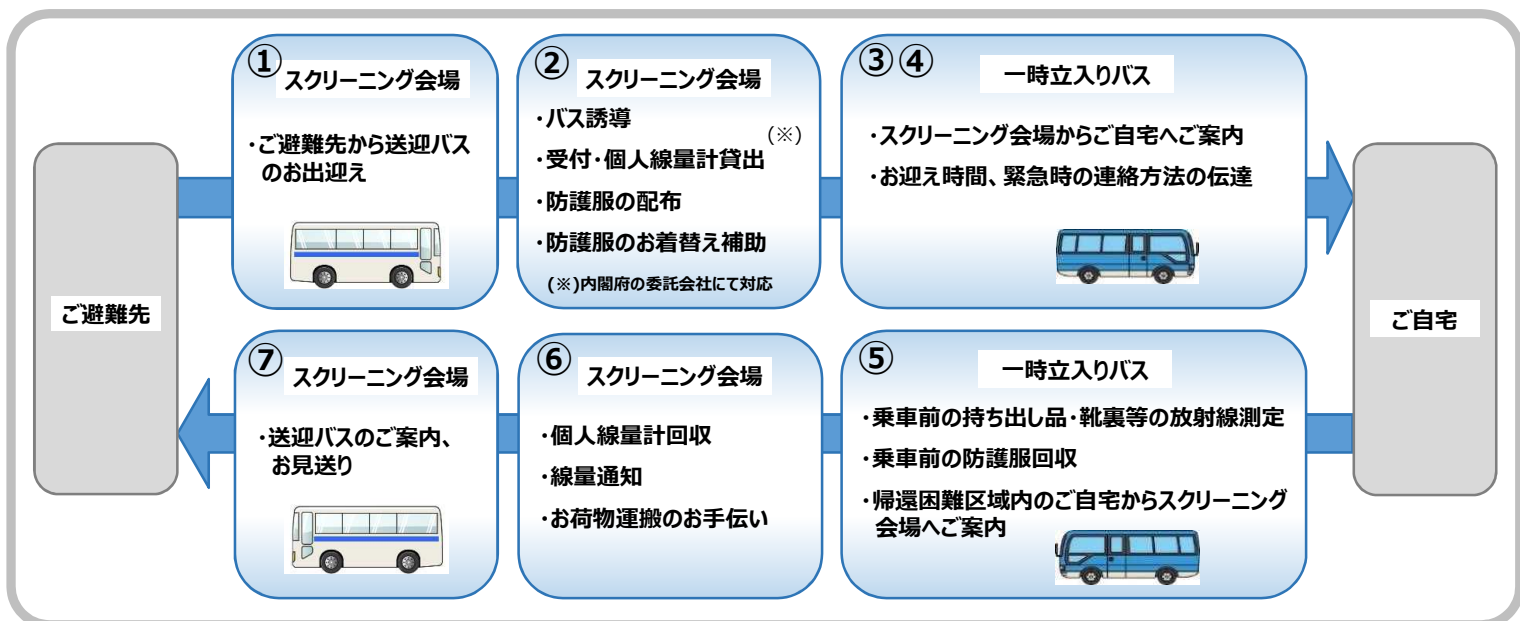 ご避難先
①
スクリーニング会場
・ご避難先から送迎バス
のお出迎え
②
スクリーニング会場
・バス誘導
(※)
・受付・個人線量計貸出
・防護服の配布
・防護服のお着替え補助
(※)内閣府の委託会社にて対応
③④
一時立入りバス
・スクリーニング会場からご自宅へご案内
・お迎え時間、緊急時の連絡方法の伝達
ご自宅
⑤
一時立入りバス
・乗車前の持ち出し品・靴裏等の放射線測定
・乗車前の防護服回収
・帰還困難区域内のご自宅からスクリーニング
会場へご案内
⑥
スクリーニング会場
・個人線量計回収
・線量通知
・お荷物運搬のお手伝い
⑦
スクリーニング会場
・送迎バスのご案内、
お見送り